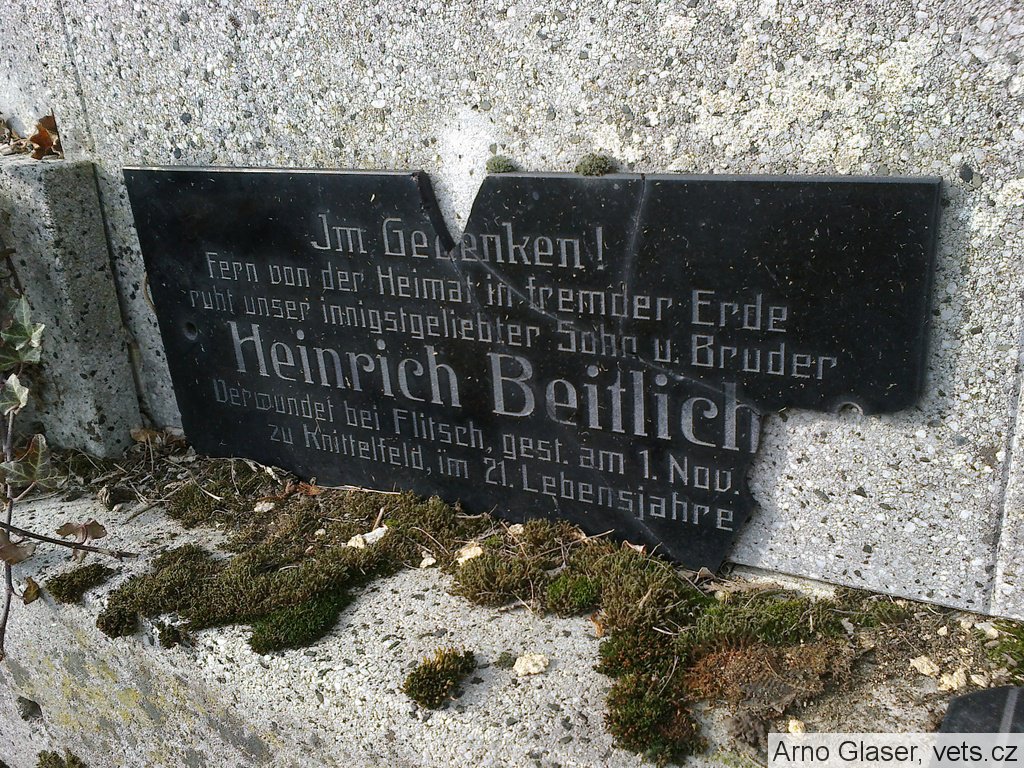 Im Gedenken!
Fern von der Heimat in fremder Erde
ruht unser innigstgeliebter Sohn u. Bruder
Heinrich Beitlich
Verwundet bei Flitsch, gest. am 1. Nov.
zu Knittelfeld, im 21. Lebensjahre
Arno Glaser, vets.cz